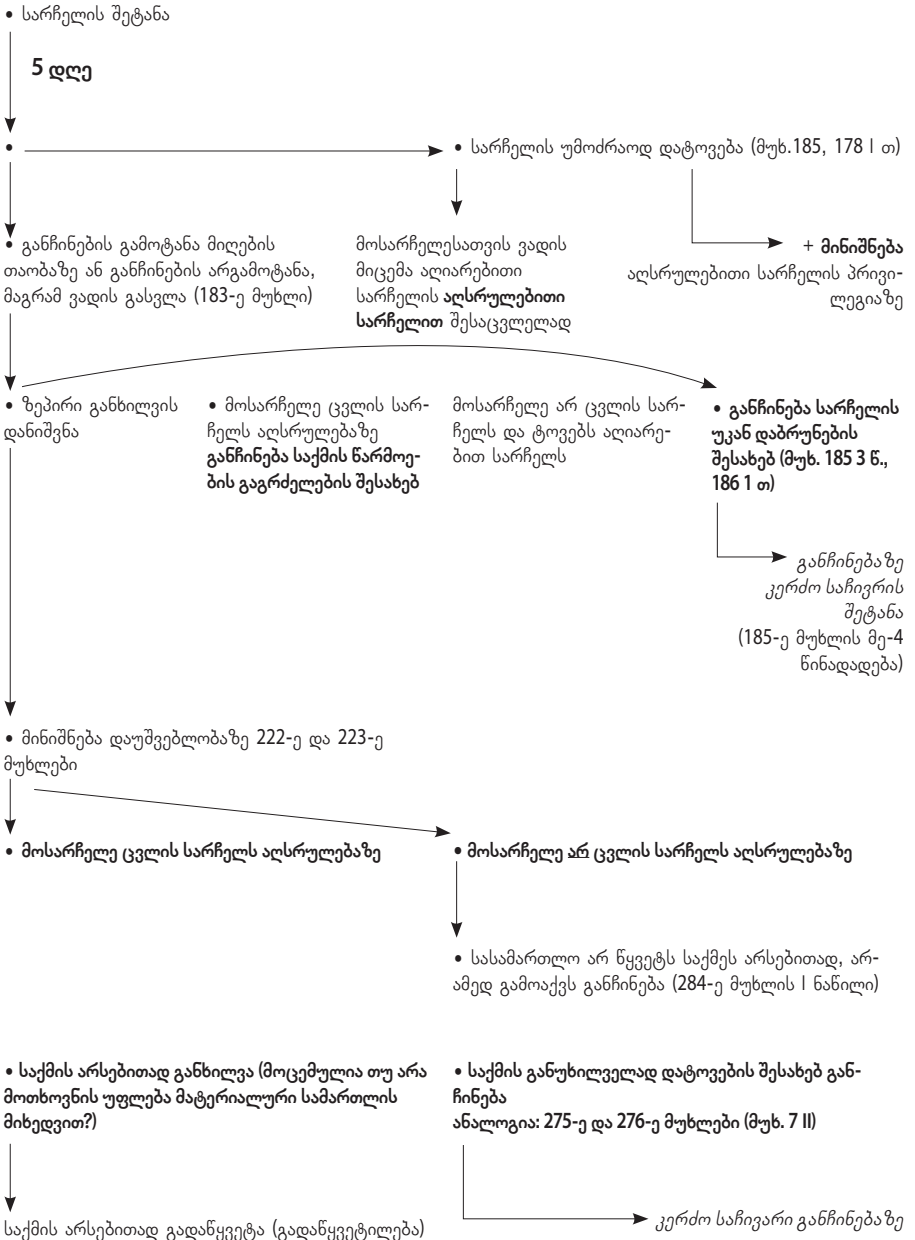 • სარჩელის შეტანა
5 დღე
•
• სარჩელის უმოძრაოდ დატოვება (მუხ.185, 178 I თ)
• განჩინების გამოტანა მიღების
თაობაზე ან განჩინების არგამოტანა,
მაგრამ ვადის გასვლა (183-ე მუხლი)
მოსარჩელესათვის ვადის
მიცემა აღიარებითი
სარჩელის აღსრულებითი
სარჩელით შესაცვლელად
+ მინიშნება
აღსრულებითი სარჩელის პრივი-
ლეგიაზე
• ზეპირი განხილვის
დანიშვნა
• მოსარჩელე ცვლის სარ-
ჩელს აღსრულებაზე
განჩინება საქმის წარმოე-
ბის გაგრძელების შესახებ
მოსარჩელე არ ცვლის სარ-
ჩელს და ტოვებს აღიარე-
ბით სარჩელს
• განჩინება სარჩელის
უკან დაბრუნების
შესახებ (მუხ. 185 3 წ.,
186 1 თ)
განჩინებაზე
კერძო საჩივრის
შეტანა
(185-ე მუხლის მე-4
წინადადება)
• მინიშნება დაუშვებლობაზე 222-ე და 223-ე
მუხლები
• მოსარჩელე ცვლის სარჩელს აღსრულებაზე
• მოსარჩელე არ ცვლის სარჩელს აღსრულებაზე
• სასამართლო არ წყვეტს საქმეს არსებითად, არ-
ამედ გამოაქვს განჩინება (284-ე მუხლის I ნაწილი)
• საქმის არსებითად განხილვა (მოცემულია თუ არა
მოთხოვნის უფლება მატერიალური სამართლის
მიხედვით?)
• საქმის განუხილველად დატოვების შესახებ გან-
ჩინება
ანალოგია: 275-ე და 276-ე მუხლები (მუხ. 7 II)
საქმის არსებითად გადაწყვეტა (გადაწყვეტილება)
კერძო საჩივარი განჩინებაზე